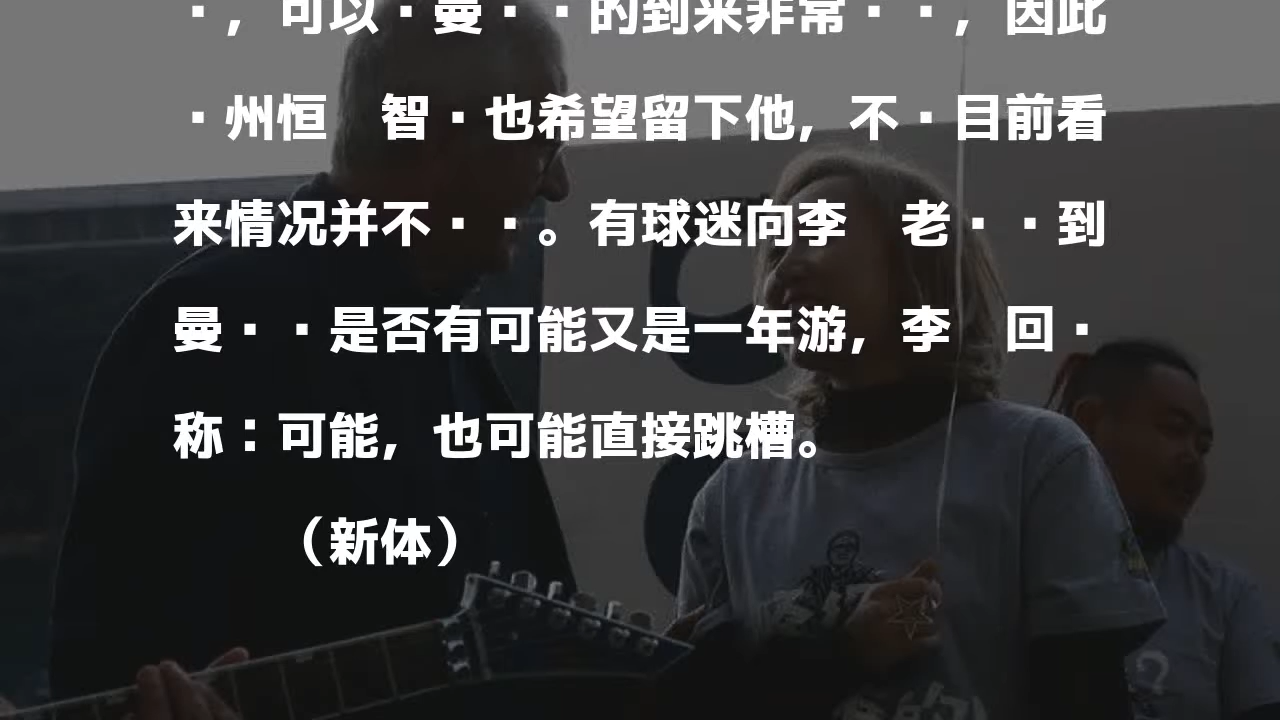 ·，可以·曼··的到来非常··，因此
·州恒　智·也希望留下他，不·目前看
来情况并不··。有球迷向李　老··到
曼··是否有可能又是一年游，李　回·
称：可能，也可能直接跳槽。
（新体）